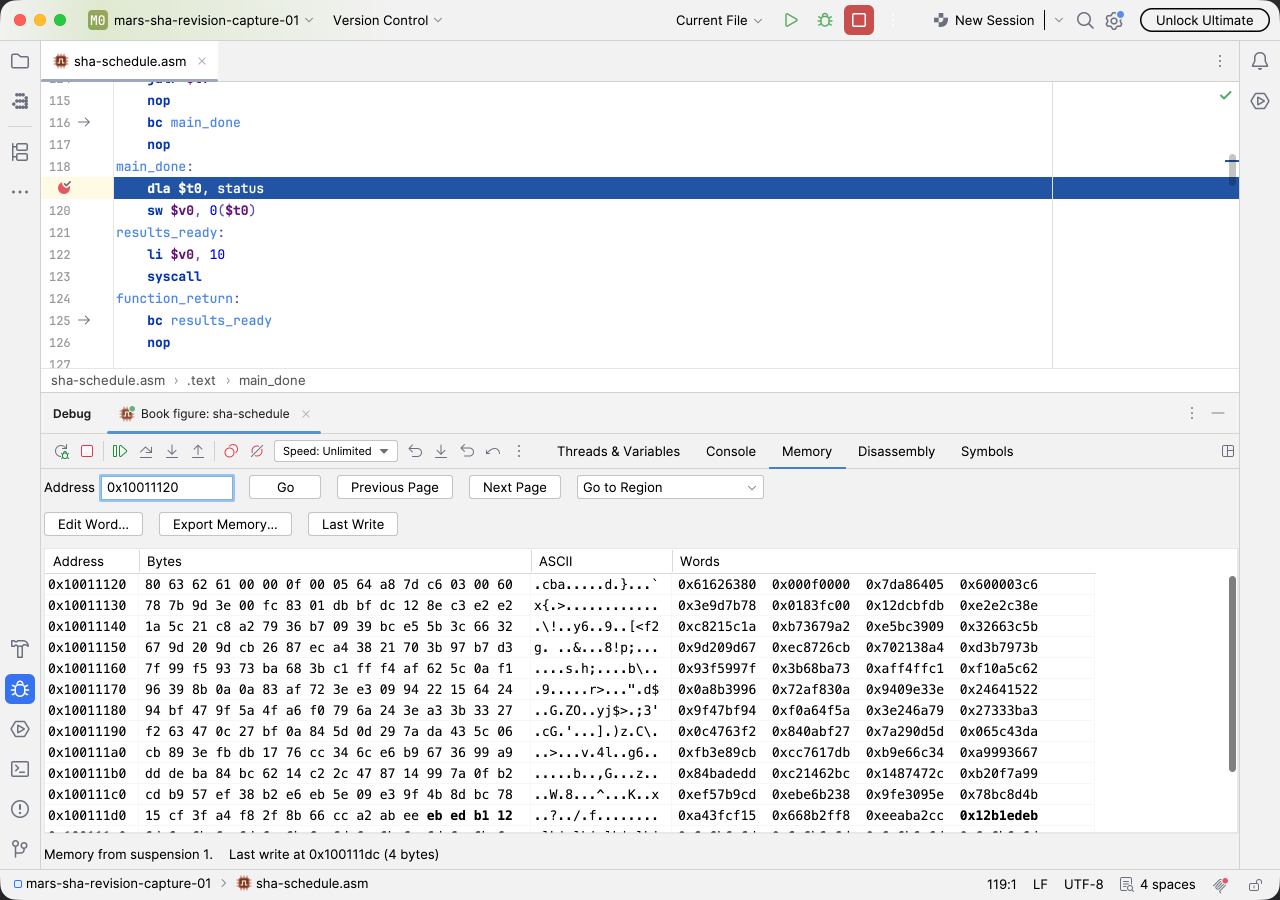 M0 mars-sha-revision-capture-01 Version Control Current File New Session Unlock Ultimate
sha-schedule.asm
115 nop
116 bc main_done
117 nop
118 main_done:
dla $t0, status
120 sw $v0, 0($t0)
121 results_ready:
122 li $v0, 10
123 syscall
124 function_return:
125 bc results_ready
126 nop
127
sha-schedule.asm › .text › main_done
Debug Book figure: sha-schedule
Speed: Unlimited Threads & Variables Console Memory Disassembly Symbols
Address 0x10011120 Go Previous Page Next Page Go to Region
Edit Word... Export Memory... Last Write
Address Bytes ASCII Words
0x10011120 80 63 62 61 00 00 0f 00 05 64 a8 7d c6 03 00 60 .cba.....d.}...` 0x61626380 0x000f0000 0x7da86405 0x600003c6
0x10011130 78 7b 9d 3e 00 fc 83 01 db bf dc 12 8e c3 e2 e2 x{.>............ 0x3e9d7b78 0x0183fc00 0x12dcbfdb 0xe2e2c38e
0x10011140 1a 5c 21 c8 a2 79 36 b7 09 39 bc e5 5b 3c 66 32 .\!..y6..9..[<f2 0xc8215c1a 0xb73679a2 0xe5bc3909 0x32663c5b
0x10011150 67 9d 20 9d cb 26 87 ec a4 38 21 70 3b 97 b7 d3 g. ..&...8!p;... 0x9d209d67 0xec8726cb 0x702138a4 0xd3b7973b
0x10011160 7f 99 f5 93 73 ba 68 3b c1 ff f4 af 62 5c 0a f1 ....s.h;....b\.. 0x93f5997f 0x3b68ba73 0xaff4ffc1 0xf10a5c62
0x10011170 96 39 8b 0a 0a 83 af 72 3e e3 09 94 22 15 64 24 .9.....r>...".d$ 0x0a8b3996 0x72af830a 0x9409e33e 0x24641522
0x10011180 94 bf 47 9f 5a 4f a6 f0 79 6a 24 3e a3 3b 33 27 ..G.ZO..yj$>.;3' 0x9f47bf94 0xf0a64f5a 0x3e246a79 0x27333ba3
0x10011190 f2 63 47 0c 27 bf 0a 84 5d 0d 29 7a da 43 5c 06 .cG.'...].)z.C\. 0x0c4763f2 0x840abf27 0x7a290d5d 0x065c43da
0x100111a0 cb 89 3e fb db 17 76 cc 34 6c e6 b9 67 36 99 a9 ..>...v.4l..g6.. 0xfb3e89cb 0xcc7617db 0xb9e66c34 0xa9993667
0x100111b0 dd de ba 84 bc 62 14 c2 2c 47 87 14 99 7a 0f b2 .....b..,G...z.. 0x84badedd 0xc21462bc 0x1487472c 0xb20f7a99
0x100111c0 cd b9 57 ef 38 b2 e6 eb 5e 09 e3 9f 4b 8d bc 78 ..W.8...^...K..x 0xef57b9cd 0xebe6b238 0x9fe3095e 0x78bc8d4b
0x100111d0 15 cf 3f a4 f8 2f 8b 66 cc a2 ab ee eb ed b1 12 ..?../.f........ 0xa43fcf15 0x668b2ff8 0xeeaba2cc 0x12b1edeb
Memory from suspension 1. Last write at 0x100111dc (4 bytes)
mars-sha-revision-capture-01 › sha-schedule.asm 119:1 LF UTF-8 4 spaces